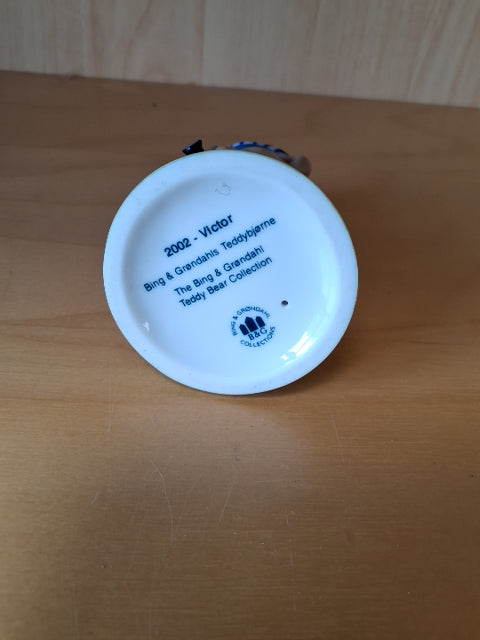 2002 - Victor
Bing & Grøndahls Teddybjørne
The Bing & Grøndahl
Teddy Bear Collection
BING & GRØNDAHL
B&G
COLLECTIONS